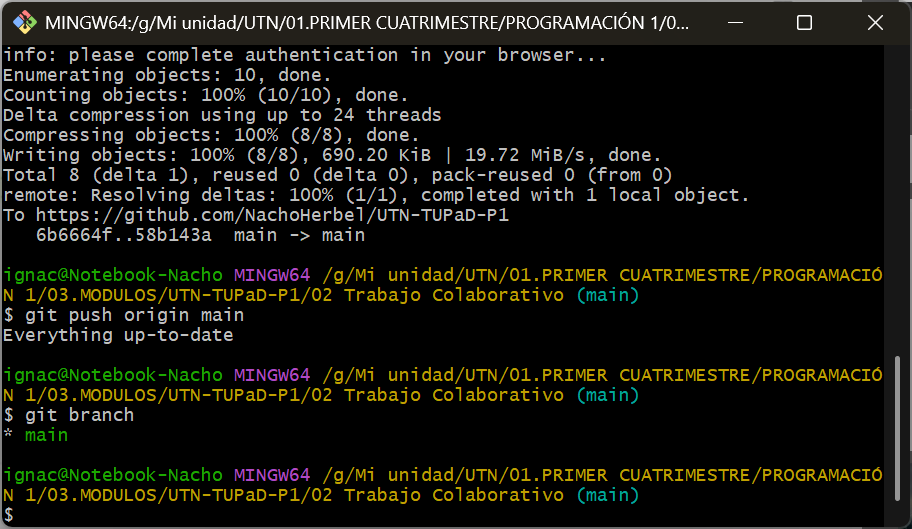 MINGW64:/g/Mi unidad/UTN/01.PRIMER CUATRIMESTRE/PROGRAMACIÓN 1/0...
info: please complete authentication in your browser...
Enumerating objects: 10, done.
Counting objects: 100% (10/10), done.
Delta compression using up to 24 threads
Compressing objects: 100% (8/8), done.
Writing objects: 100% (8/8), 690.20 KiB | 19.72 MiB/s, done.
Total 8 (delta 1), reused 0 (delta 0), pack-reused 0 (from 0)
remote: Resolving deltas: 100% (1/1), completed with 1 local object.
To https://github.com/NachoHerbel/UTN-TUPaD-P1
   6b6664f..58b143a  main -> main

ignac@Notebook-Nacho MINGW64 /g/Mi unidad/UTN/01.PRIMER CUATRIMESTRE/PROGRAMACIÓ
N 1/03.MODULOS/UTN-TUPaD-P1/02 Trabajo Colaborativo (main)
$ git push origin main
Everything up-to-date

ignac@Notebook-Nacho MINGW64 /g/Mi unidad/UTN/01.PRIMER CUATRIMESTRE/PROGRAMACIÓ
N 1/03.MODULOS/UTN-TUPaD-P1/02 Trabajo Colaborativo (main)
$ git branch
* main

ignac@Notebook-Nacho MINGW64 /g/Mi unidad/UTN/01.PRIMER CUATRIMESTRE/PROGRAMACIÓ
N 1/03.MODULOS/UTN-TUPaD-P1/02 Trabajo Colaborativo (main)
$